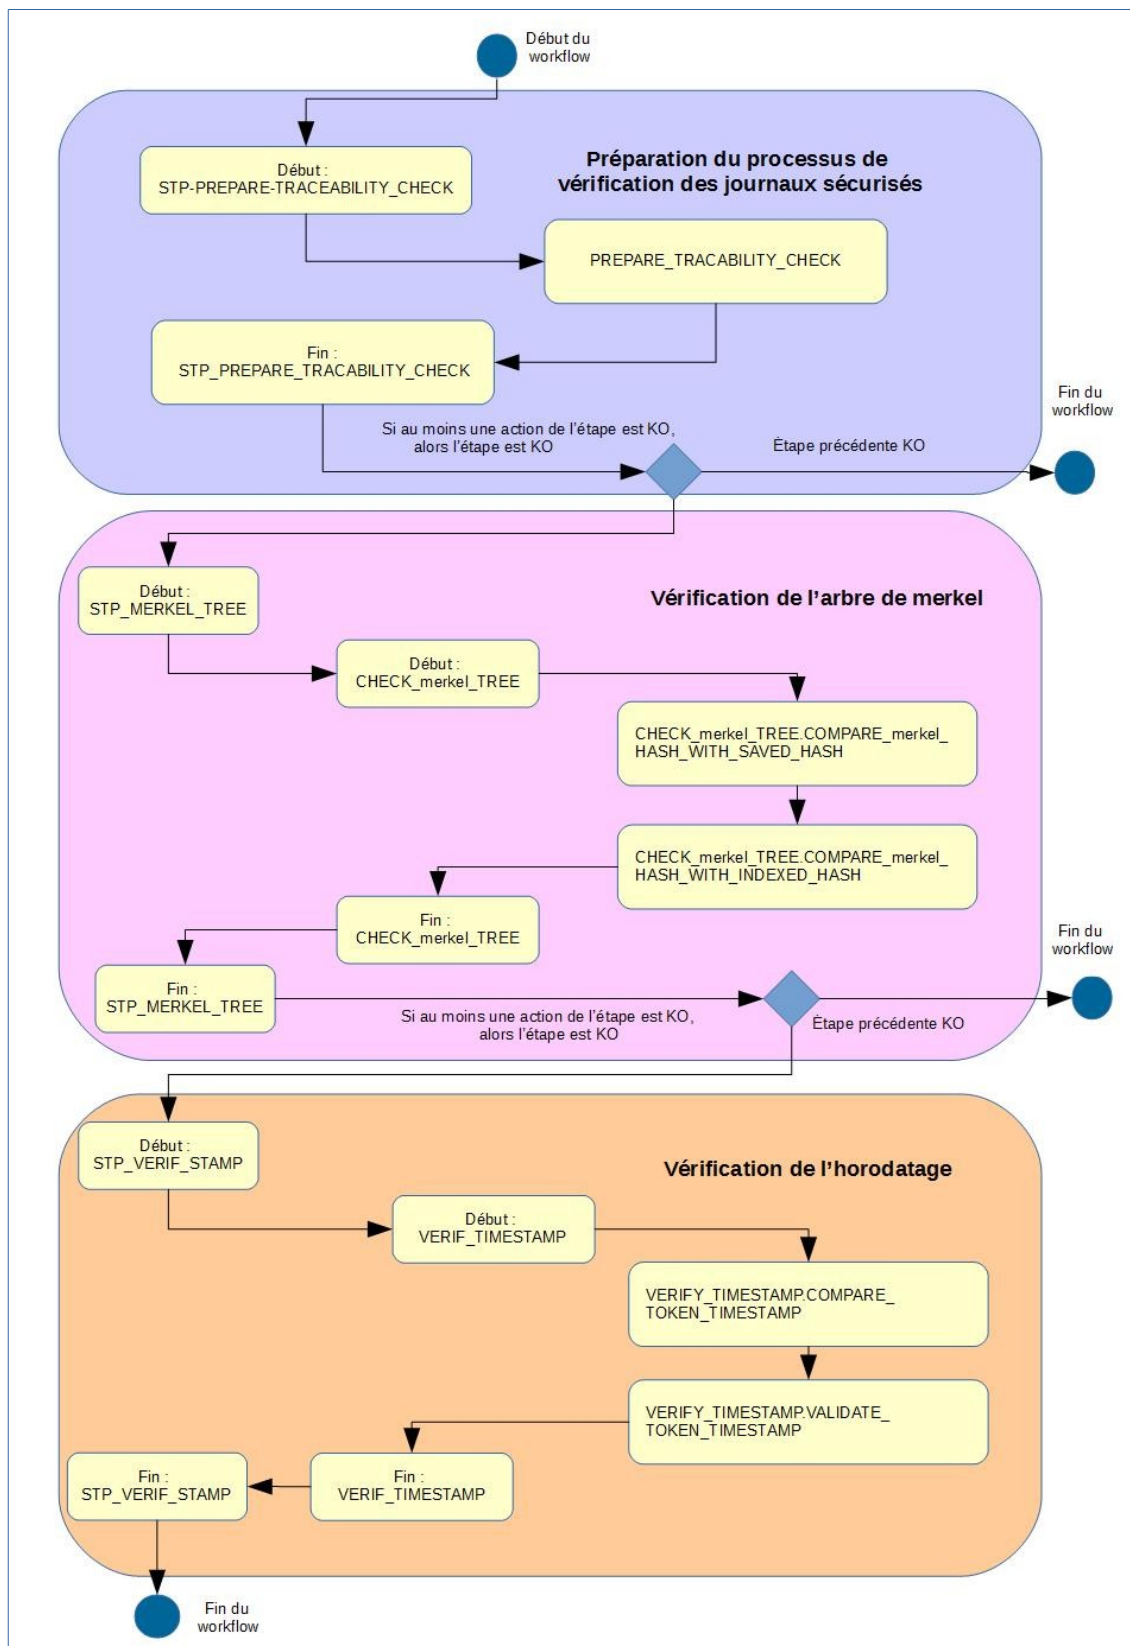 Début du
workflow
Préparation du processus de
vérification des journaux sécurisés
Début :
STP-PREPARE-TRACEABILITY_CHECK
PREPARE_TRACABILITY_CHECK
Fin :
STP_PREPARE_TRACABILITY_CHECK
Fin du
workflow
Si au moins une action de l'étape est KO,
alors l'étape est KO
Étape précédente KO
Début :
STP_MERKEL_TREE
Vérification de l'arbre de merkel
Début :
CHECK_merkel_TREE
CHECK_merkel_TREE.COMPARE_merkel_
HASH_WITH_SAVED_HASH
CHECK_merkel_TREE.COMPARE_merkel_
HASH_WITH_INDEXED_HASH
Fin :
CHECK_merkel_TREE
Fin du
workflow
Fin :
STP_MERKEL_TREE
Si au moins une action de l'étape est KO,
alors l'étape est KO
Étape précédente KO
Début :
STP_VERIF_STAMP
Vérification de l'horodatage
Début :
VERIF_TIMESTAMP
VERIFY_TIMESTAMP.COMPARE_
TOKEN_TIMESTAMP
VERIFY_TIMESTAMP.VALIDATE_
TOKEN_TIMESTAMP
Fin :
VERIF_TIMESTAMP
Fin :
STP_VERIF_STAMP
Fin du
workflow